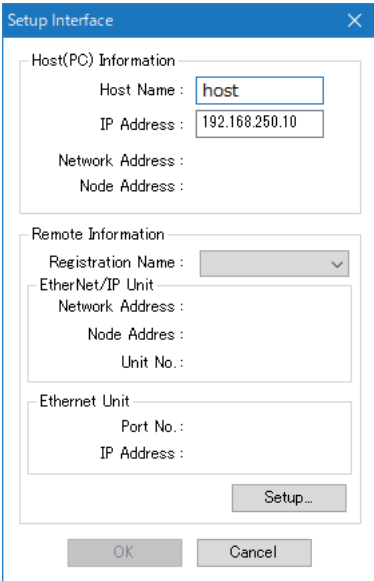 Setup Interface
Host(PC) Information
Host Name : host
IP Address : 192.168.250.10
Network Address :
Node Address :
Remote Information
Registration Name :
EtherNet/IP Unit
Network Address :
Node Addres :
Unit No. :
Ethernet Unit
Port No. :
IP Address :
Setup...
OK Cancel